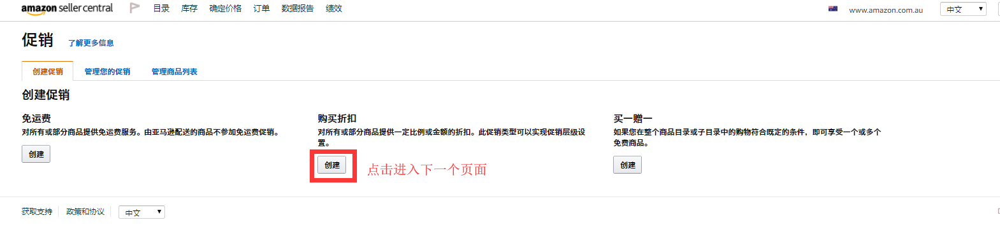 amazon seller central 目录 库存 确定价格 订单 数据报告 绩效 www.amazon.com.au 中文
促销 了解更多信息
创建促销 管理您的促销 管理商品列表
创建促销
免运费
对所有或部分商品提供免运费服务。由亚马逊配送的商品不参加免运费促销。
创建
购买折扣
对所有或部分商品提供一定比例或金额的折扣。此促销类型可以实现促销层级设
置。
创建 点击进入下一个页面
买一赠一
如果您在整个商品目录或子目录中的购物符合既定的条件，即可享受一个或多个
免费商品。
创建
获取支持 政策和协议 中文